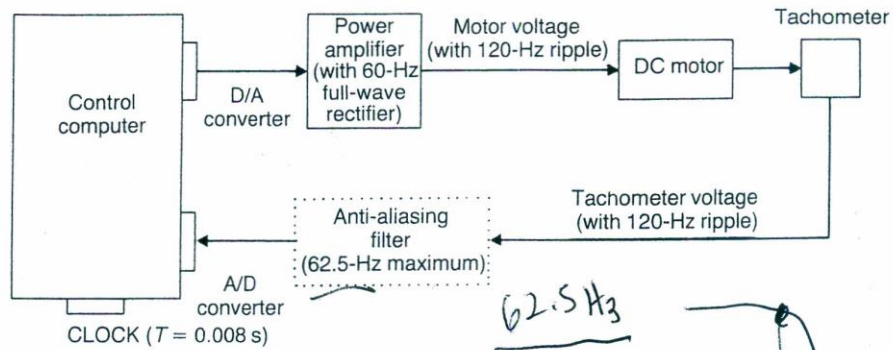 Tachometer
Power
amplifier
(with 60-Hz
full-wave
rectifier)
Motor voltage
(with 120-Hz ripple)
DC motor
Control
computer
D/A
converter
Tachometer voltage
(with 120-Hz ripple)
Anti-aliasing
filter
(62.5-Hz maximum)
A/D
converter
62.5 Hz
CLOCK (T = 0.008 s)